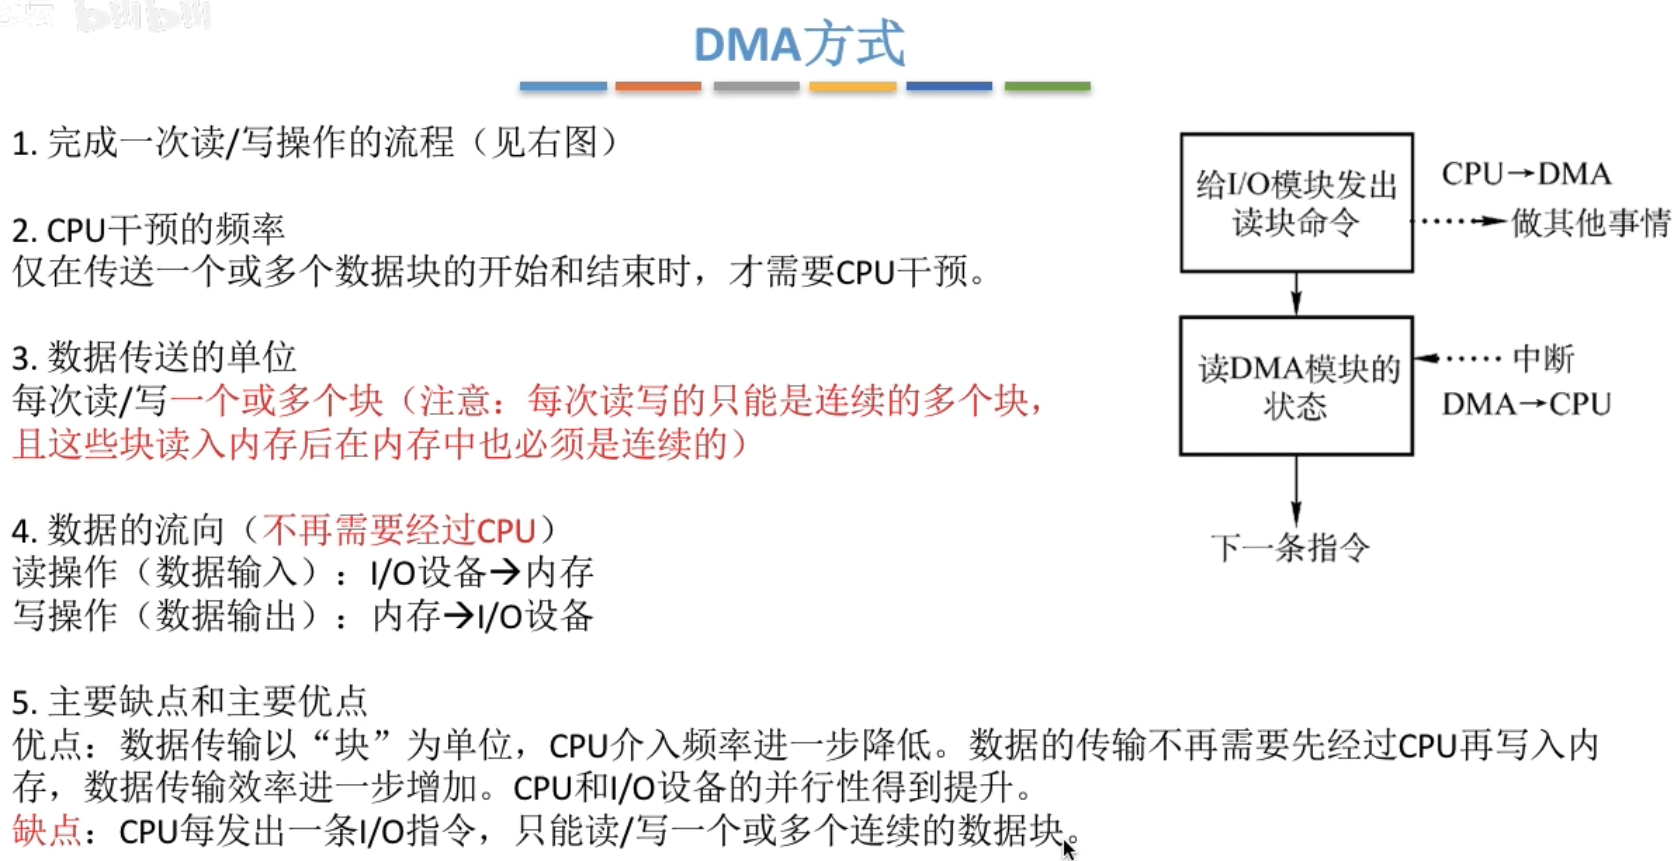 DMA方式
1. 完成一次读/写操作的流程（见右图）
2. CPU干预的频率
仅在传送一个或多个数据块的开始和结束时，才需要CPU干预。
3. 数据传送的单位
每次读/写一个或多个块（注意：每次读写的只能是连续的多个块，
且这些块读入内存后在内存中也必须是连续的）
4. 数据的流向（不再需要经过CPU）
读操作（数据输入）：I/O设备→内存
写操作（数据输出）：内存→I/O设备
5. 主要缺点和主要优点
优点：数据传输以“块”为单位，CPU介入频率进一步降低。数据的传输不再需要先经过CPU再写入内
存，数据传输效率进一步增加。CPU和I/O设备的并行性得到提升。
缺点：CPU每发出一条I/O指令，只能读/写一个或多个连续的数据块。
给I/O模块发出
读块命令
CPU→DMA
做其他事情
读DMA模块的
状态
中断
DMA→CPU
下一条指令